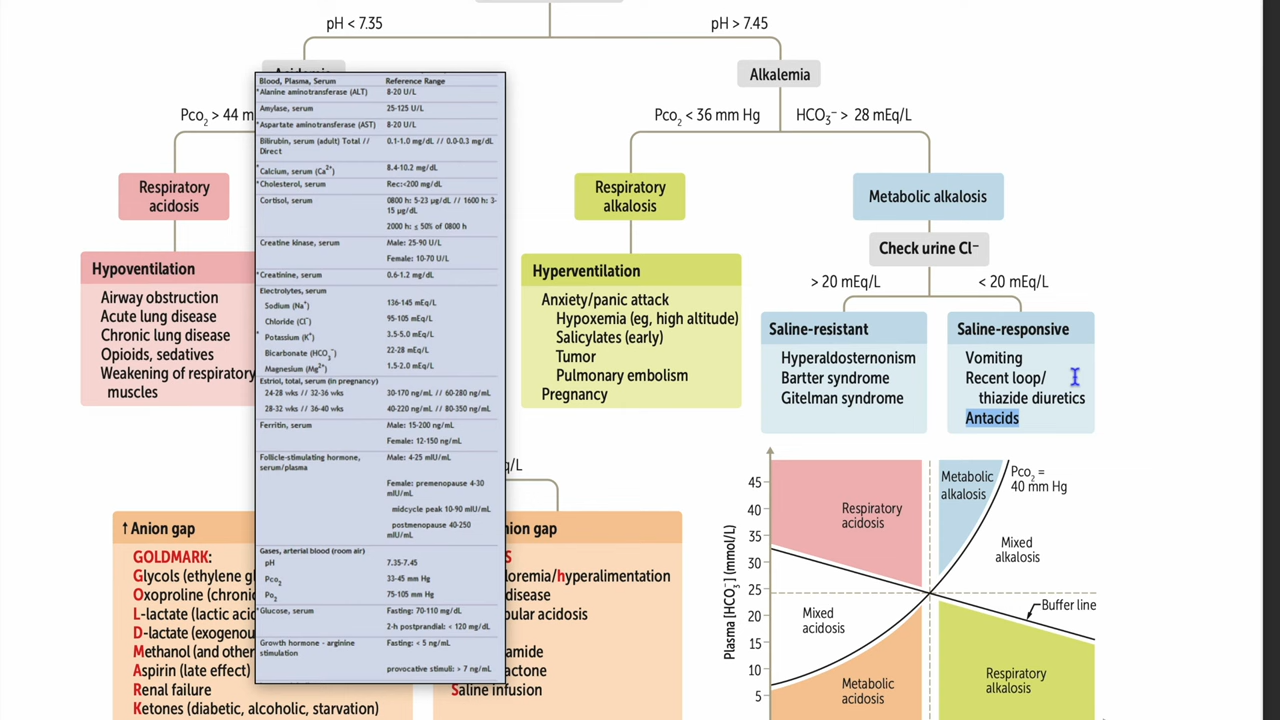 pH < 7.35
pH > 7.45
Alkalemia
Pco2 > 44 m
Pco2 < 36 mm Hg
HCO3− > 28 mEq/L
Respiratory
acidosis
Respiratory
alkalosis
Metabolic alkalosis
Check urine Cl−
> 20 mEq/L
< 20 mEq/L
Hypoventilation
Airway obstruction
Acute lung disease
Chronic lung disease
Opioids, sedatives
Weakening of respiratory
muscles
Hyperventilation
Anxiety/panic attack
Hypoxemia (eg, high altitude)
Salicylates (early)
Tumor
Pulmonary embolism
Pregnancy
Saline-resistant
Hyperaldosternonism
Bartter syndrome
Gitelman syndrome
Saline-responsive
Vomiting
Recent loop/
thiazide diuretics
Antacids
Blood, Plasma, Serum Reference Range
*Alanine aminotransferase (ALT) 8-20 U/L
Amylase, serum 25-125 U/L
*Aspartate aminotransferase (AST) 8-20 U/L
Bilirubin, serum (adult) Total // 0.1-1.0 mg/dL // 0.0-0.3 mg/dL
Direct
*Calcium, serum (Ca2+) 8.4-10.2 mg/dL
*Cholesterol, serum Rec:<200 mg/dL
Cortisol, serum 0800 h: 5-23 µg/dL // 1600 h: 3-
15 µg/dL
2000 h: ≤ 50% of 0800 h
Creatine kinase, serum Male: 25-90 U/L
Female: 10-70 U/L
*Creatinine, serum 0.6-1.2 mg/dL
Electrolytes, serum
Sodium (Na+) 136-145 mEq/L
Chloride (Cl−) 95-105 mEq/L
* Potassium (K+) 3.5-5.0 mEq/L
Bicarbonate (HCO3−) 22-28 mEq/L
Magnesium (Mg2+) 1.5-2.0 mEq/L
Estriol, total, serum (in pregnancy)
24-28 wks // 32-36 wks 30-170 ng/mL // 60-280 ng/mL
28-32 wks // 36-40 wks 40-220 ng/mL // 80-350 ng/mL
Ferritin, serum Male: 15-200 ng/mL
Female: 12-150 ng/mL
Follicle-stimulating hormone, Male: 4-25 mIU/mL
serum/plasma
Female: premenopause 4-30
mIU/mL
midcycle peak 10-90 mIU/mL
postmenopause 40-250
mIU/mL
Gases, arterial blood (room air)
pH 7.35-7.45
Pco2 33-45 mm Hg
Po2 75-105 mm Hg
*Glucose, serum Fasting: 70-110 mg/dL
2-h postprandial: < 120 mg/dL
Growth hormone - arginine Fasting: < 5 ng/mL
stimulation
provocative stimuli: > 7 ng/mL
q/L
↑ Anion gap
GOLDMARK:
Glycols (ethylene gl
Oxoproline (chronic
L-lactate (lactic acid
D-lactate (exogenou
Methanol (and other
Aspirin (late effect)
Renal failure
Ketones (diabetic, alcoholic, starvation)
nion gap
S
loremia/hyperalimentation
disease
bular acidosis
amide
actone
Saline infusion
Plasma [HCO3−] (mmol/L)
45
40
35
30
25
20
15
10
5
Respiratory
acidosis
Metabolic
alkalosis
Pco2 =
40 mm Hg
Mixed
alkalosis
Buffer line
Mixed
acidosis
Metabolic
acidosis
Respiratory
alkalosis